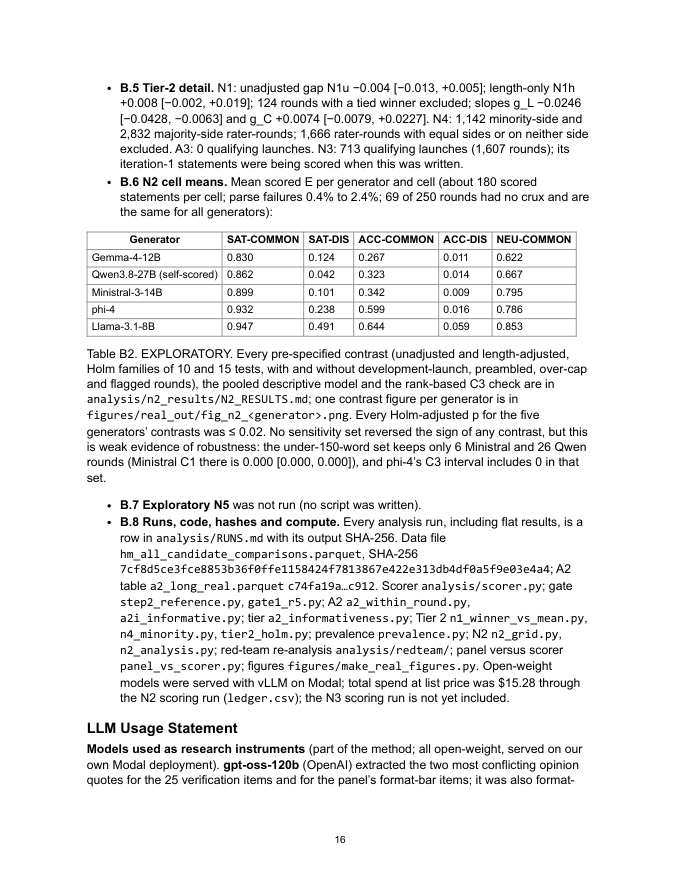 • B.5 Tier-2 detail. N1: unadjusted gap N1u −0.004 [−0.013, +0.005]; length-only N1h
+0.008 [−0.002, +0.019]; 124 rounds with a tied winner excluded; slopes g_L −0.0246
[−0.0428, −0.0063] and g_C +0.0074 [−0.0079, +0.0227]. N4: 1,142 minority-side and
2,832 majority-side rater-rounds; 1,666 rater-rounds with equal sides or on neither side
excluded. A3: 0 qualifying launches. N3: 713 qualifying launches (1,607 rounds); its
iteration-1 statements were being scored when this was written.
• B.6 N2 cell means. Mean scored E per generator and cell (about 180 scored
statements per cell; parse failures 0.4% to 2.4%; 69 of 250 rounds had no crux and are
the same for all generators):
Generator SAT-COMMON SAT-DIS ACC-COMMON ACC-DIS NEU-COMMON
Gemma-4-12B 0.830 0.124 0.267 0.011 0.622
Qwen3.8-27B (self-scored) 0.862 0.042 0.323 0.014 0.667
Ministral-3-14B 0.899 0.101 0.342 0.009 0.795
phi-4 0.932 0.238 0.599 0.016 0.786
Llama-3.1-8B 0.947 0.491 0.644 0.059 0.853
Table B2. EXPLORATORY. Every pre-specified contrast (unadjusted and length-adjusted,
Holm families of 10 and 15 tests, with and without development-launch, preambled, over-cap
and flagged rounds), the pooled descriptive model and the rank-based C3 check are in
analysis/n2_results/N2_RESULTS.md; one contrast figure per generator is in
figures/real_out/fig_n2_<generator>.png. Every Holm-adjusted p for the five
generators’ contrasts was ≤ 0.02. No sensitivity set reversed the sign of any contrast, but this
is weak evidence of robustness: the under-150-word set keeps only 6 Ministral and 26 Qwen
rounds (Ministral C1 there is 0.000 [0.000, 0.000]), and phi-4’s C3 interval includes 0 in that
set.
• B.7 Exploratory N5 was not run (no script was written).
• B.8 Runs, code, hashes and compute. Every analysis run, including flat results, is a
row in analysis/RUNS.md with its output SHA-256. Data file
hm_all_candidate_comparisons.parquet, SHA-256
7cf8d5ce3fce8853b36f0ffe1158424f7813867e422e313db4df0a5f9e03e4a4; A2
table a2_long_real.parquet c74fa19a…c912. Scorer analysis/scorer.py; gate
step2_reference.py, gate1_r5.py; A2 a2_within_round.py,
a2i_informative.py; tier a2_informativeness.py; Tier 2 n1_winner_vs_mean.py,
n4_minority.py, tier2_holm.py; prevalence prevalence.py; N2 n2_grid.py,
n2_analysis.py; red-team re-analysis analysis/redteam/; panel versus scorer
panel_vs_scorer.py; figures figures/make_real_figures.py. Open-weight
models were served with vLLM on Modal; total spend at list price was $15.28 through
the N2 scoring run (ledger.csv); the N3 scoring run is not yet included.
LLM Usage Statement
Models used as research instruments (part of the method; all open-weight, served on our
own Modal deployment). gpt-oss-120b (OpenAI) extracted the two most conflicting opinion
quotes for the 25 verification items and for the panel’s format-bar items; it was also format-
16